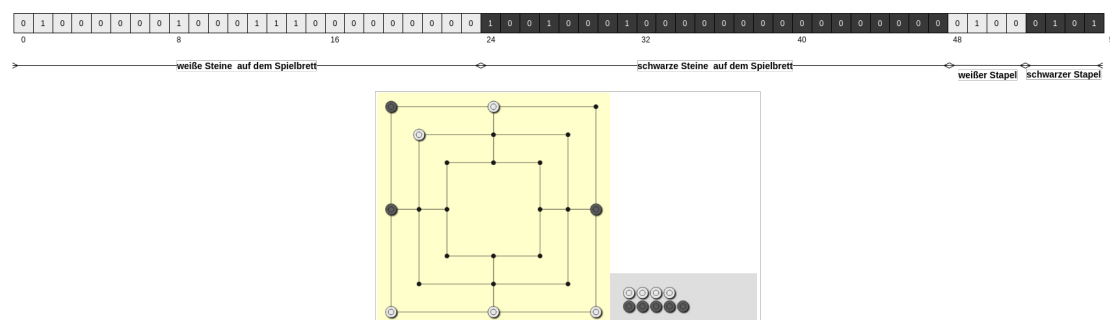 0 1 0 0 0 0 0 0 1 0 0 0 1 1 1 0 0 0 0 0 0 0 0 0 1 0 0 1 0 0 0 1 0 0 0 0 0 0 0 0 0 0 0 0 0 0 0 0 0 1 0 0 0 1 0 1
0 8 16 24 32 40 48
weiße Steine auf dem Spielbrett schwarze Steine auf dem Spielbrett weißer Stapel schwarzer Stapel